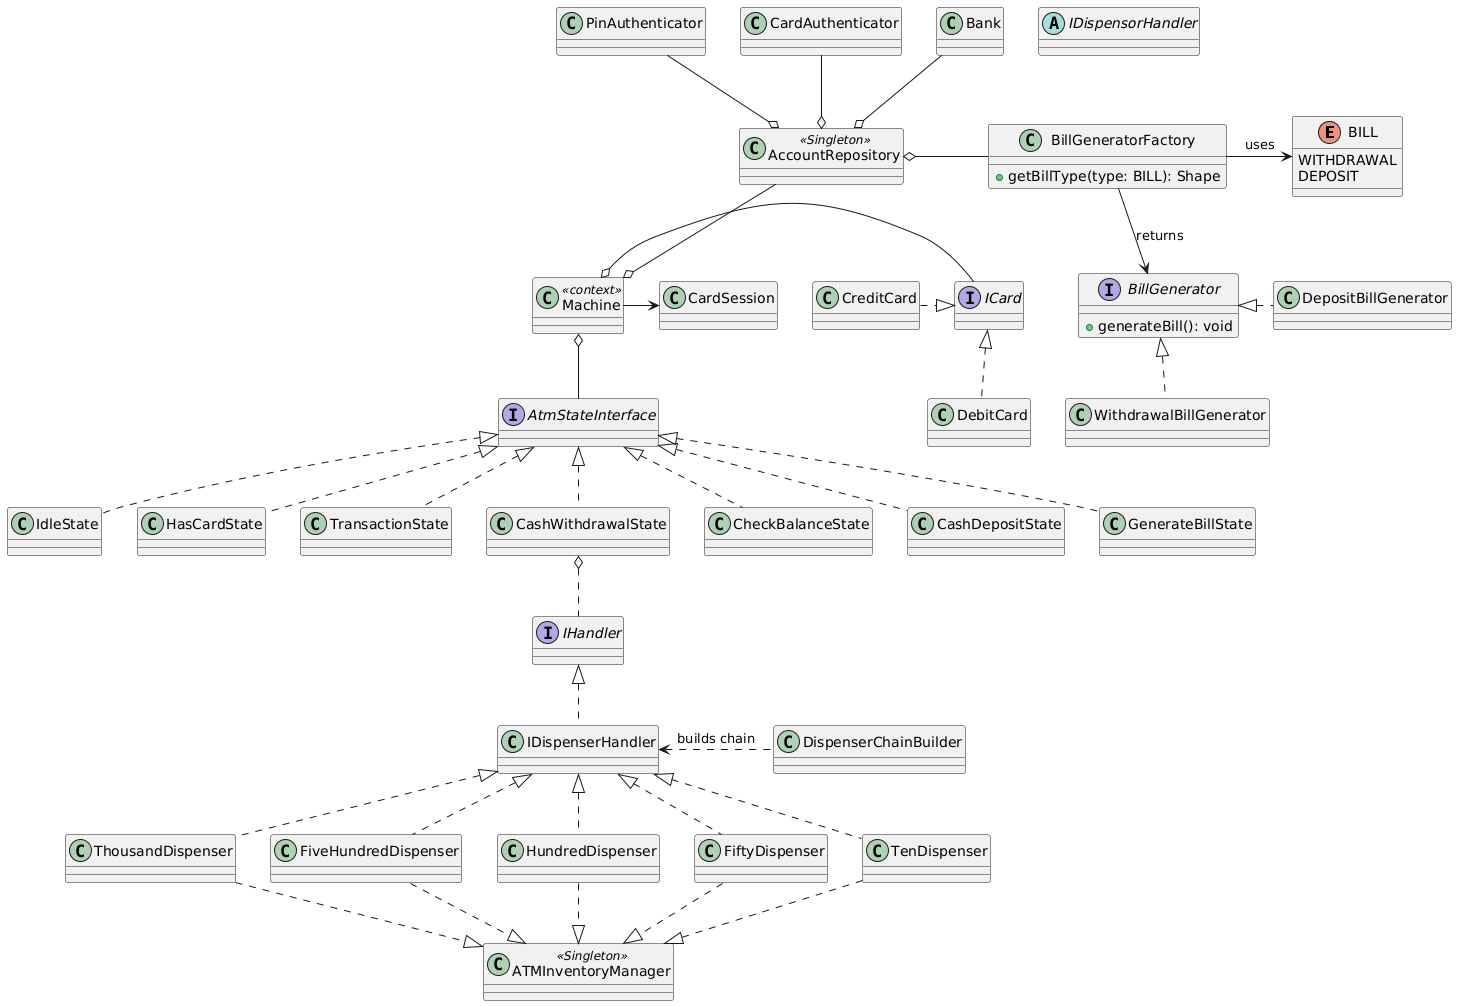 C PinAuthenticator
C CardAuthenticator
C Bank
A IDispensorHandler
C «Singleton»
AccountRepository
C BillGeneratorFactory
getBillType(type: BILL): Shape
uses
E BILL
WITHDRAWAL
DEPOSIT
returns
C «context»
Machine
C CardSession
C CreditCard
I ICard
I BillGenerator
generateBill(): void
C DepositBillGenerator
I AtmStateInterface
C DebitCard
C WithdrawalBillGenerator
C IdleState
C HasCardState
C TransactionState
C CashWithdrawalState
C CheckBalanceState
C CashDepositState
C GenerateBillState
I IHandler
C IDispenserHandler
builds chain
C DispenserChainBuilder
C ThousandDispenser
C FiveHundredDispenser
C HundredDispenser
C FiftyDispenser
C TenDispenser
C «Singleton»
ATMInventoryManager